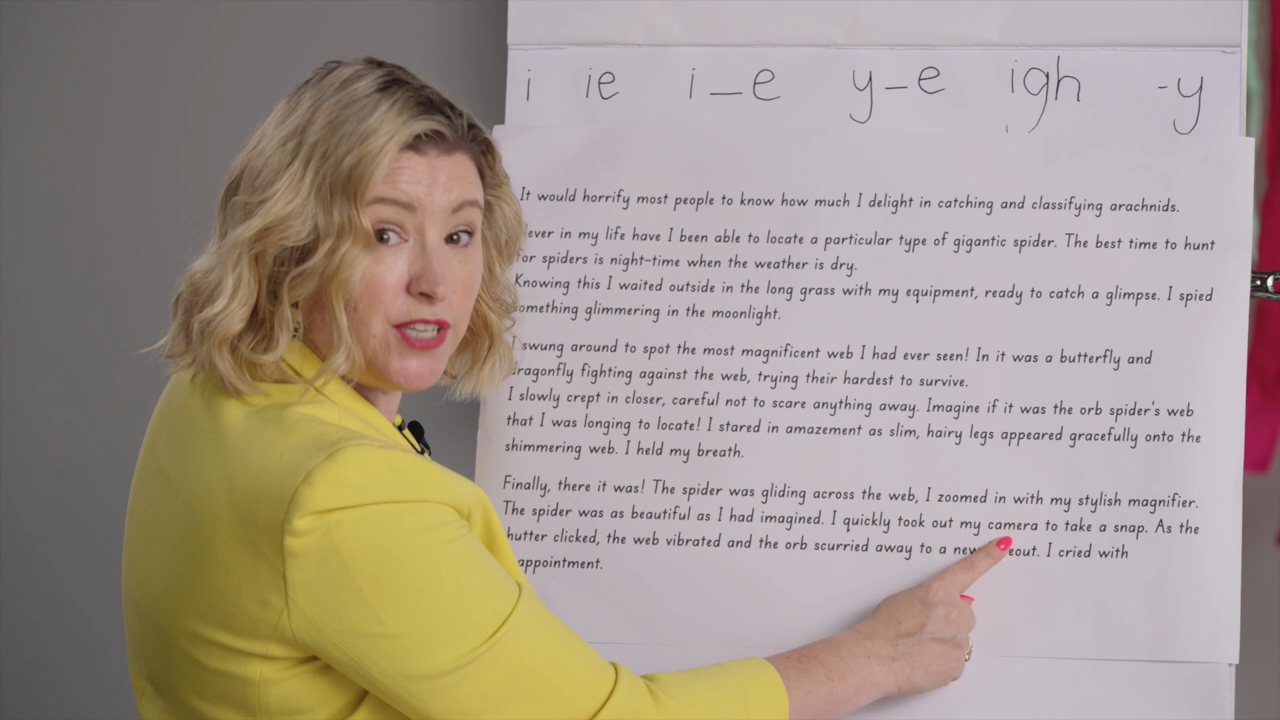 i ie i_e y_e igh -y
It would horrify most people to know how much I delight in catching and classifying arachnids.
ever in my life have I been able to locate a particular type of gigantic spider. The best time to hunt
for spiders is night-time when the weather is dry.
Knowing this I waited outside in the long grass with my equipment, ready to catch a glimpse. I spied
something glimmering in the moonlight.
I swung around to spot the most magnificent web I had ever seen! In it was a butterfly and
dragonfly fighting against the web, trying their hardest to survive.
I slowly crept in closer, careful not to scare anything away. Imagine if it was the orb spider's web
that I was longing to locate! I stared in amazement as slim, hairy legs appeared gracefully onto the
shimmering web. I held my breath.
Finally, there it was! The spider was gliding across the web, I zoomed in with my stylish magnifier.
The spider was as beautiful as I had imagined. I quickly took out my camera to take a snap. As the
hutter clicked, the web vibrated and the orb scurried away to a new eout. I cried with
appointment.